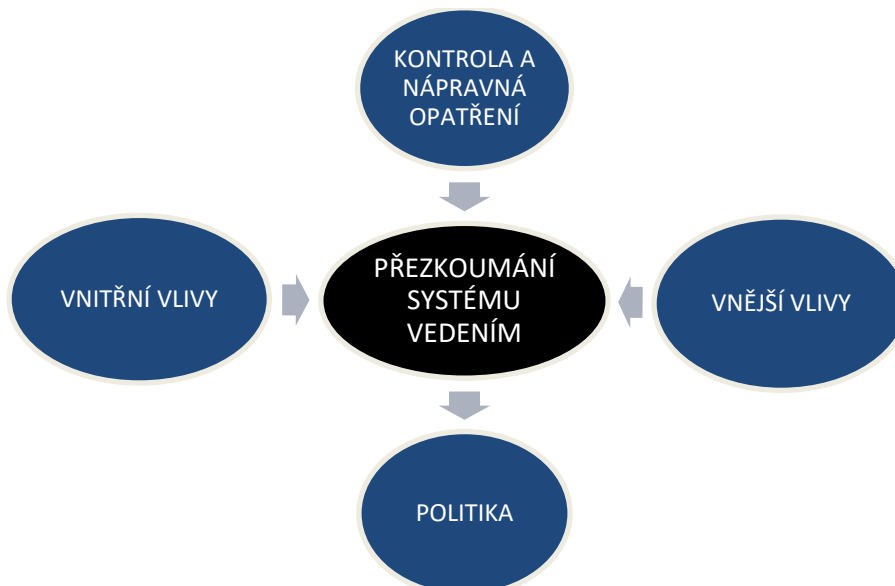 KONTROLA A
NÁPRAVNÁ
OPATŘENÍ
VNITŘNÍ VLIVY
PŘEZKOUMÁNÍ
SYSTÉMU
VEDENÍM
VNĚJŠÍ VLIVY
POLITIKA